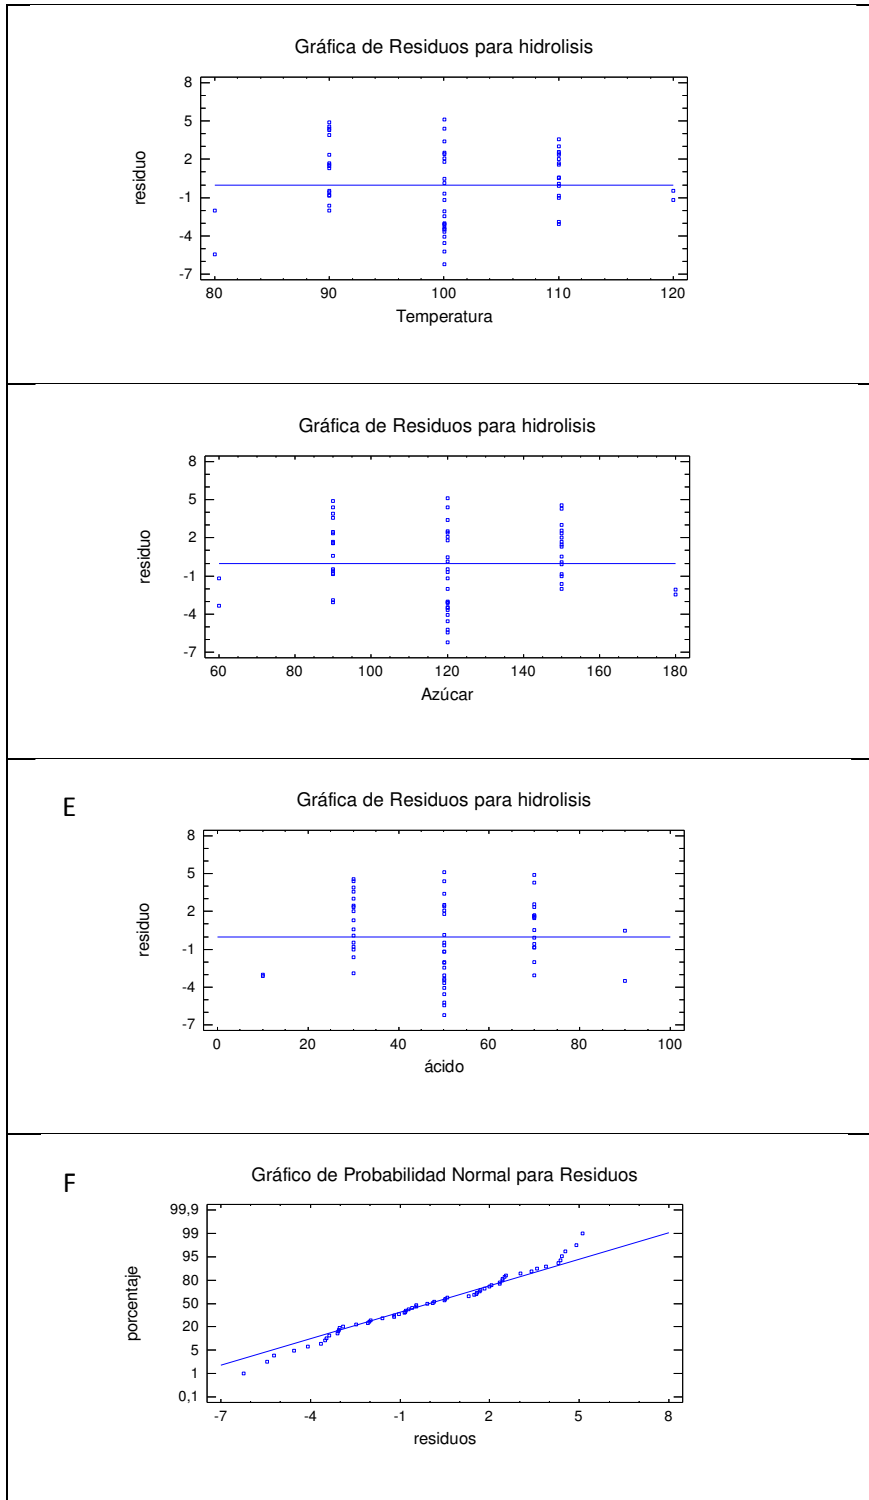 Gráfica de Residuos para hidrolisis
8
5
2
-1
-4
-7
residuo
80 90 100 110 120
Temperatura
Gráfica de Residuos para hidrolisis
8
5
2
-1
-4
-7
residuo
60 80 100 120 140 160 180
Azúcar
E
Gráfica de Residuos para hidrolisis
8
5
2
-1
-4
-7
residuo
0 20 40 60 80 100
ácido
F
Gráfico de Probabilidad Normal para Residuos
99,9
99
95
80
50
20
5
1
0,1
porcentaje
-7 -4 -1 2 5 8
residuos